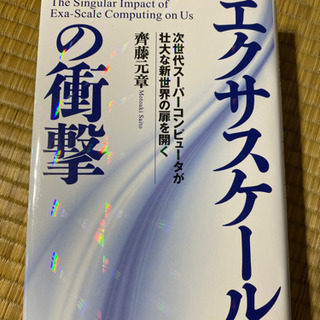 The Singular Impact of
Exa-Scale Computing on Us
エクサスケール
の衝撃
次世代スーパーコンピュータが
壮大な新世界の扉を開く
齊藤元章
Motoaki Saito